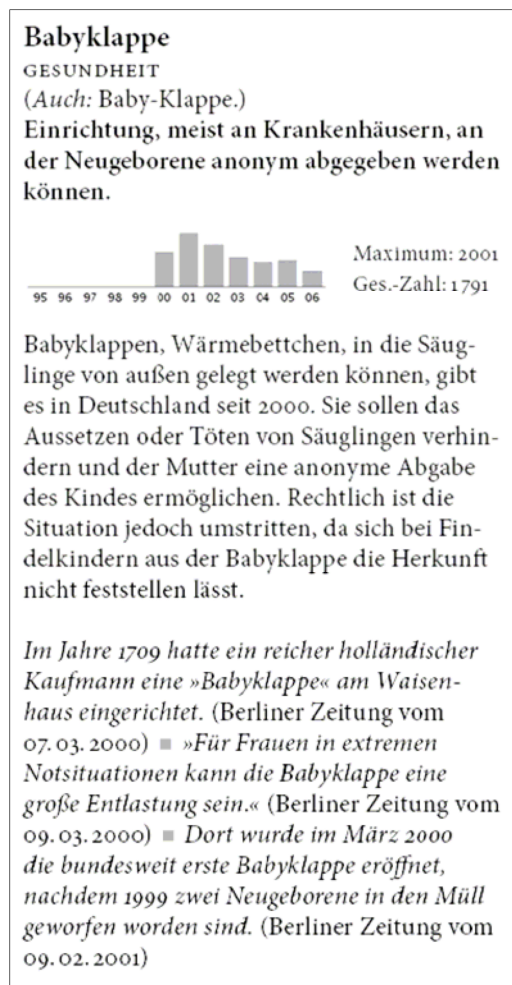 Babyklappe
GESUNDHEIT
(Auch: Baby-Klappe.)
Einrichtung, meist an Krankenhäusern, an
der Neugeborene anonym abgegeben werden
können.
Maximum: 2001
Ges.-Zahl: 1791
95 96 97 98 99 00 01 02 03 04 05 06
Babyklappen, Wärmebettchen, in die Säug-
linge von außen gelegt werden können, gibt
es in Deutschland seit 2000. Sie sollen das
Aussetzen oder Töten von Säuglingen verhin-
dern und der Mutter eine anonyme Abgabe
des Kindes ermöglichen. Rechtlich ist die
Situation jedoch umstritten, da sich bei Fin-
delkindern aus der Babyklappe die Herkunft
nicht feststellen lässt.
Im Jahre 1709 hatte ein reicher holländischer
Kaufmann eine »Babyklappe« am Waisen-
haus eingerichtet. (Berliner Zeitung vom
07. 03. 2000) ■ »Für Frauen in extremen
Notsituationen kann die Babyklappe eine
große Entlastung sein.« (Berliner Zeitung vom
09. 03. 2000) ■ Dort wurde im März 2000
die bundesweit erste Babyklappe eröffnet,
nachdem 1999 zwei Neugeborene in den Müll
geworfen worden sind. (Berliner Zeitung vom
09. 02. 2001)